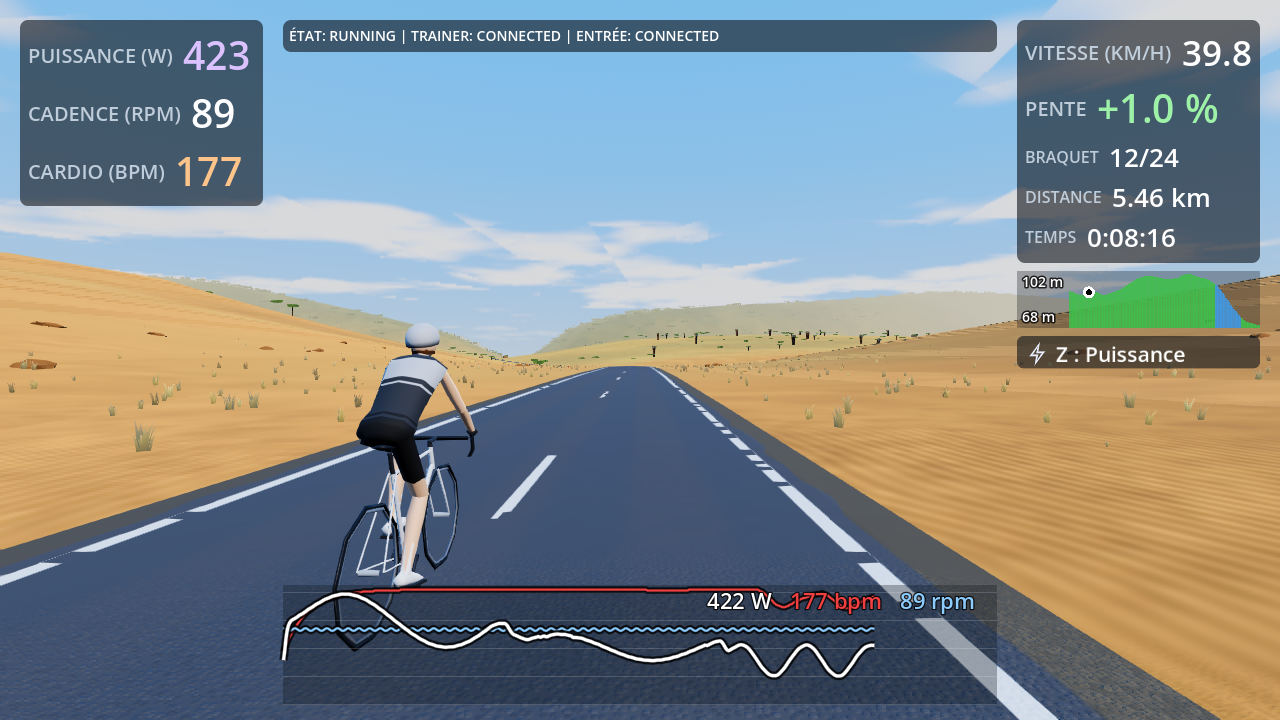 PUISSANCE (W) 423
CADENCE (RPM) 89
CARDIO (BPM) 177
ÉTAT: RUNNING | TRAINER: CONNECTED | ENTRÉE: CONNECTED
VITESSE (KM/H) 39.8
PENTE +1.0 %
BRAQUET 12/24
DISTANCE 5.46 km
TEMPS 0:08:16
102 m
68 m
Z : Puissance
422 W 177 bpm 89 rpm